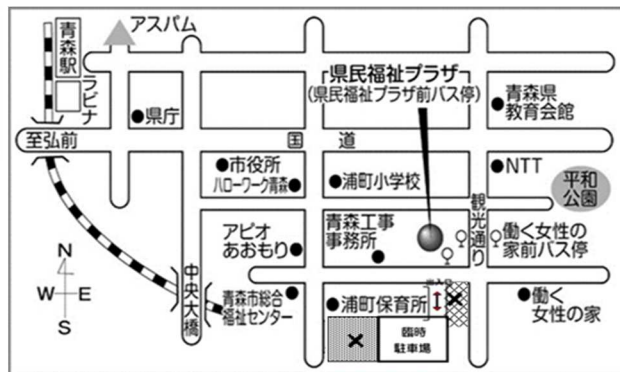 アスパム
青森駅
ラビナ
県庁
県民福祉プラザ
(県民福祉プラザ前バス停)
青森県
教育会館
至弘前
国道
市役所
ハローワーク青森
浦町小学校
NTT
平和
公園
観光通り
アピオ
あおもり
青森工事
事務所
働く女性の
家前バス停
N
W E
S
中央大橋
青森市総合
福祉センター
浦町保育所
出入口
働く
女性の家
臨時
駐車場